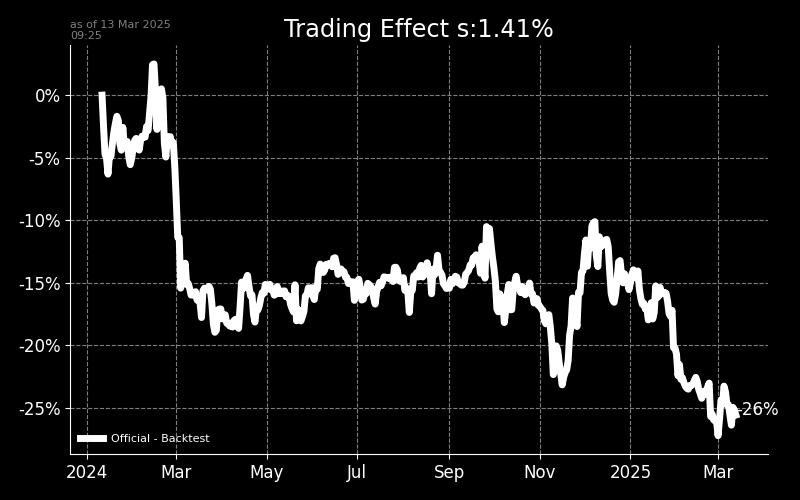 as of 13 Mar 2025
09:25
Trading Effect s:1.41%
0%
-5%
-10%
-15%
-20%
-25%
-26%
Official - Backtest
2024 Mar May Jul Sep Nov 2025 Mar